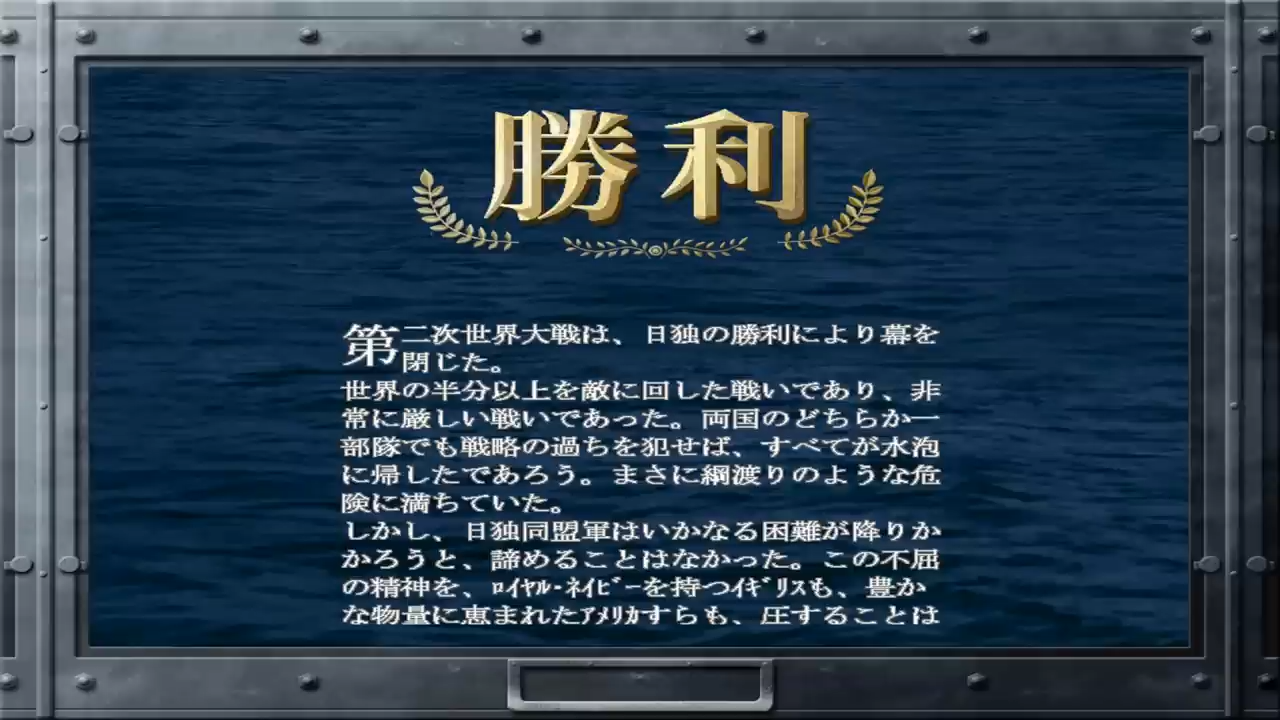 勝利
第二次世界大戦は、日独の勝利により幕を
閉じた。
世界の半分以上を敵に回した戦いであり、非
常に厳しい戦いであった。両国のどちらか一
部隊でも戦略の過ちを犯せば、すべてが水泡
に帰したであろう。まさに綱渡りのような危
険に満ちていた。
しかし、日独同盟軍はいかなる困難が降りか
かろうと、諦めることはなかった。この不屈
の精神を、ﾛｲﾔﾙ･ﾈｲﾋﾞｰを持つｲｷﾞﾘｽも、豊か
な物量に恵まれたｱﾒﾘｶすらも、圧することは